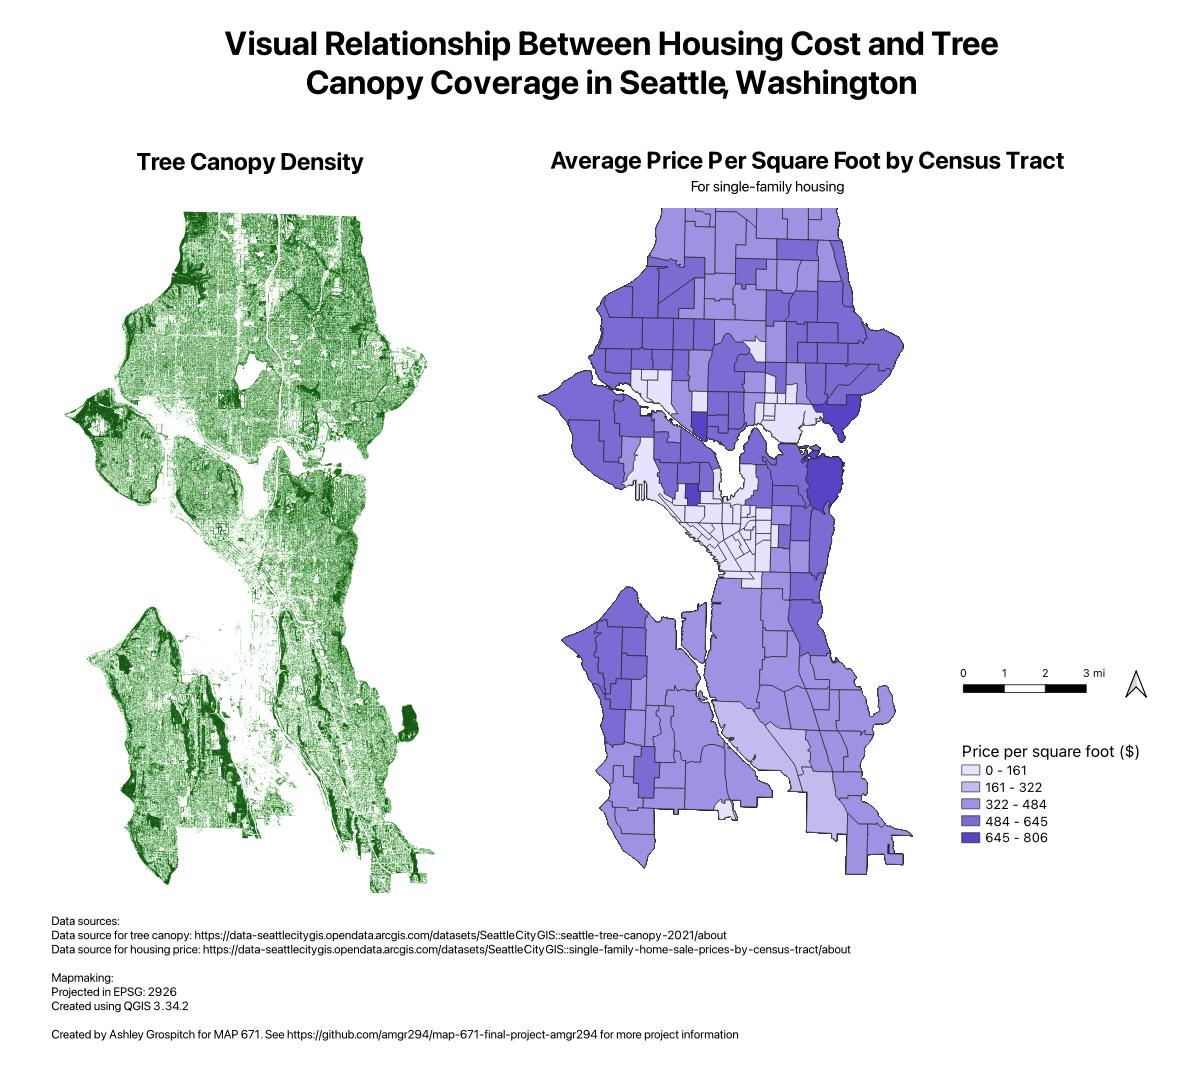 Visual Relationship Between Housing Cost and Tree
Canopy Coverage in Seattle, Washington
Tree Canopy Density
Average Price Per Square Foot by Census Tract
For single-family housing
0 1 2 3 mi
Price per square foot ($)
0 - 161
161 - 322
322 - 484
484 - 645
645 - 806
Data sources:
Data source for tree canopy: https://data-seattlecitygis.opendata.arcgis.com/datasets/SeattleCityGIS::seattle-tree-canopy-2021/about
Data source for housing price: https://data-seattlecitygis.opendata.arcgis.com/datasets/SeattleCityGIS::single-family-home-sale-prices-by-census-tract/about
Mapmaking:
Projected in EPSG: 2926
Created using QGIS 3.34.2
Created by Ashley Grospitch for MAP 671. See https://github.com/amgr294/map-671-final-project-amgr294 for more project information